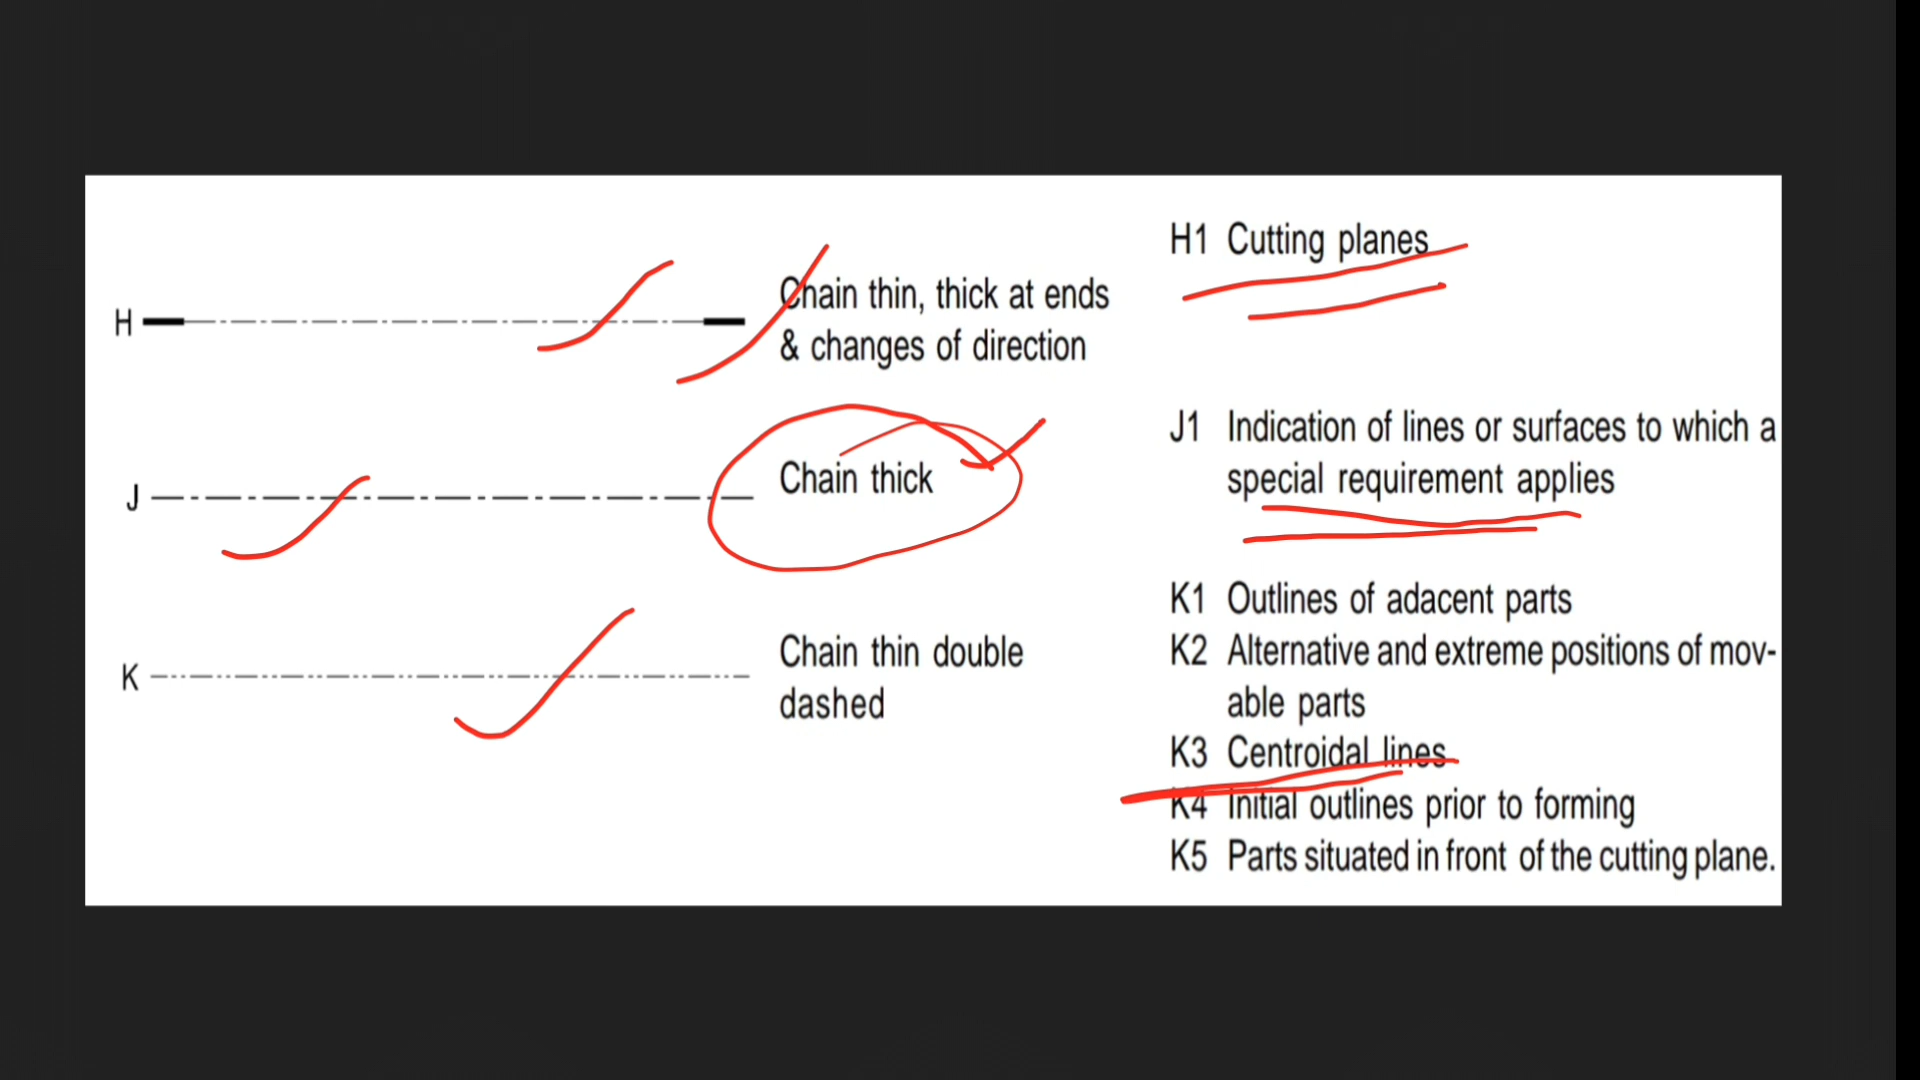 H
Chain thin, thick at ends
& changes of direction
H1 Cutting planes
J
Chain thick
J1 Indication of lines or surfaces to which a
special requirement applies
K
Chain thin double
dashed
K1 Outlines of adacent parts
K2 Alternative and extreme positions of mov-
able parts
K3 Centroidal lines
K4 Initial outlines prior to forming
K5 Parts situated in front of the cutting plane.